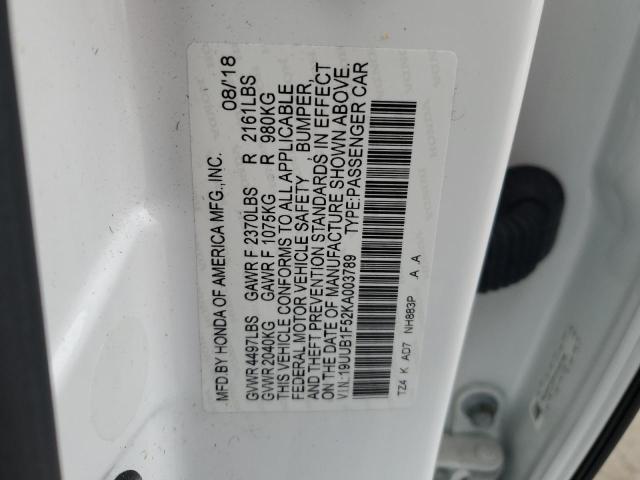 MFD.BY HONDA OF AMERICA MFG.,INC. 08/'18
GVWR 4497LBS GAWR F 2370LBS R 2161LBS
GVWR 2040KG GAWR F 1075KG R 980KG
THIS VEHICLE CONFORMS TO ALL APPLICABLE
FEDERAL MOTOR VEHICLE SAFETY BUMPER,
AND THEFT PREVENTION STANDARDS IN EFFECT
ON THE DATE OF MANUFACTURE SHOWN ABOVE.
V.I.N:19UUB1F52KA003789 TYPE:PASSENGER CAR
TZ4 K AD7 NH883P A .A